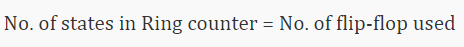 No. of states in Ring counter = No. of flip-flop used